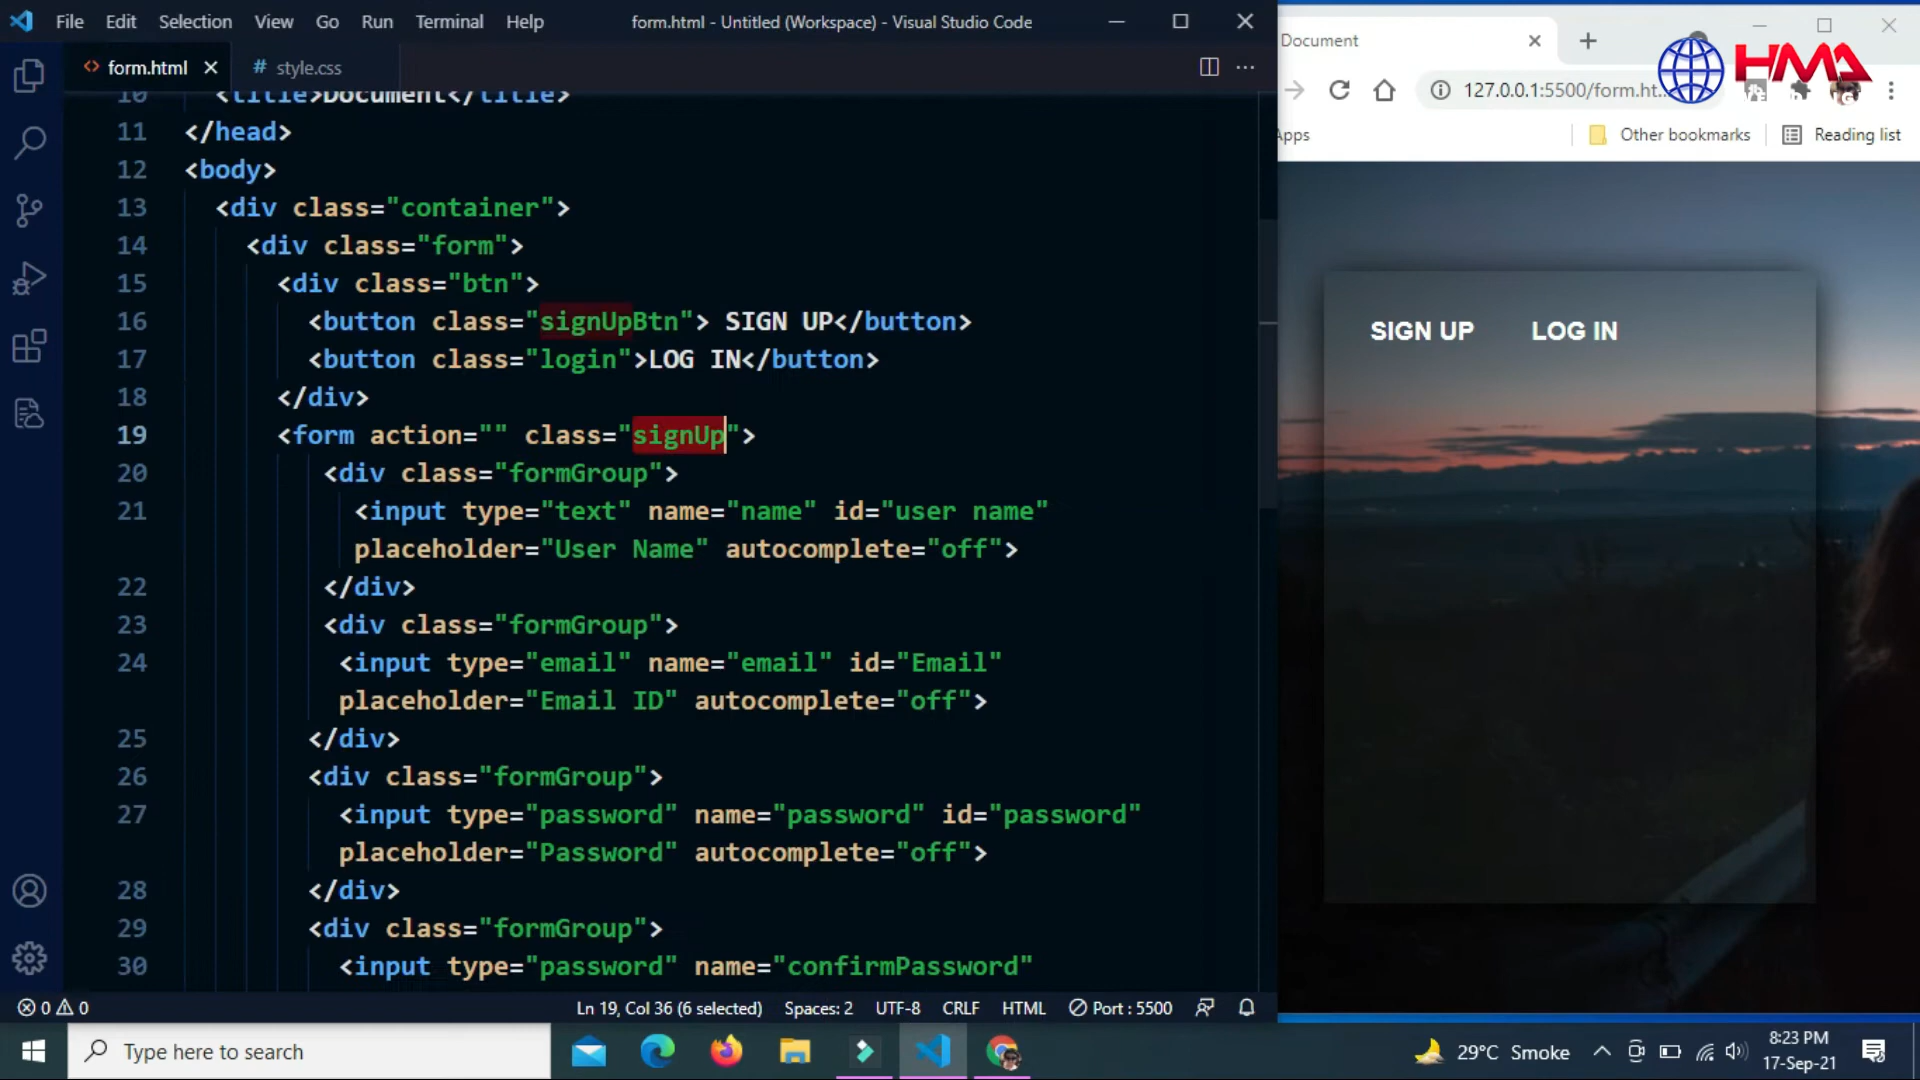 File Edit Selection View Go Run Terminal Help form.html - Untitled (Workspace) - Visual Studio Code
form.html # style.css
10 <title>Document</title>
11 </head>
12 <body>
13 <div class="container">
14 <div class="form">
15 <div class="btn">
16 <button class="signUpBtn"> SIGN UP</button>
17 <button class="login">LOG IN</button>
18 </div>
19 <form action="" class="signUp">
20 <div class="formGroup">
21 <input type="text" name="name" id="user name"
placeholder="User Name" autocomplete="off">
22 </div>
23 <div class="formGroup">
24 <input type="email" name="email" id="Email"
placeholder="Email ID" autocomplete="off">
25 </div>
26 <div class="formGroup">
27 <input type="password" name="password" id="password"
placeholder="Password" autocomplete="off">
28 </div>
29 <div class="formGroup">
30 <input type="password" name="confirmPassword"
0 0 Ln 19, Col 36 (6 selected) Spaces: 2 UTF-8 CRLF HTML Port : 5500
Document
HMA
127.0.0.1:5500/form.ht...
Apps Other bookmarks Reading list
SIGN UP LOG IN
Type here to search
29°C Smoke
8:23 PM
17-Sep-21